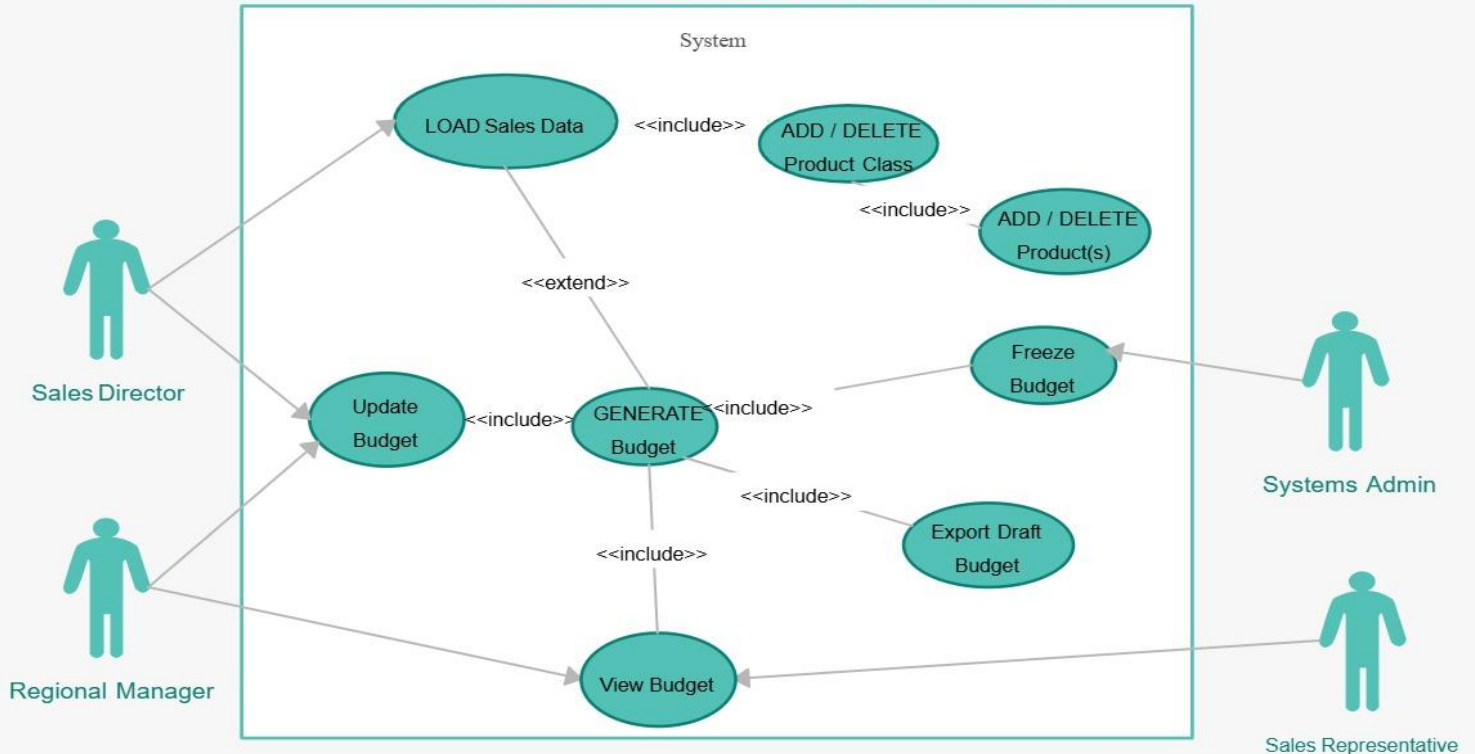 System
LOAD Sales Data
<<include>>
ADD / DELETE
Product Class
<<include>>
ADD / DELETE
Product(s)
<<extend>>
Sales Director
Update
Budget
<<include>>
GENERATE
Budget
<<include>>
Freeze
Budget
Systems Admin
<<include>>
Export Draft
Budget
<<include>>
Regional Manager
View Budget
Sales Representative